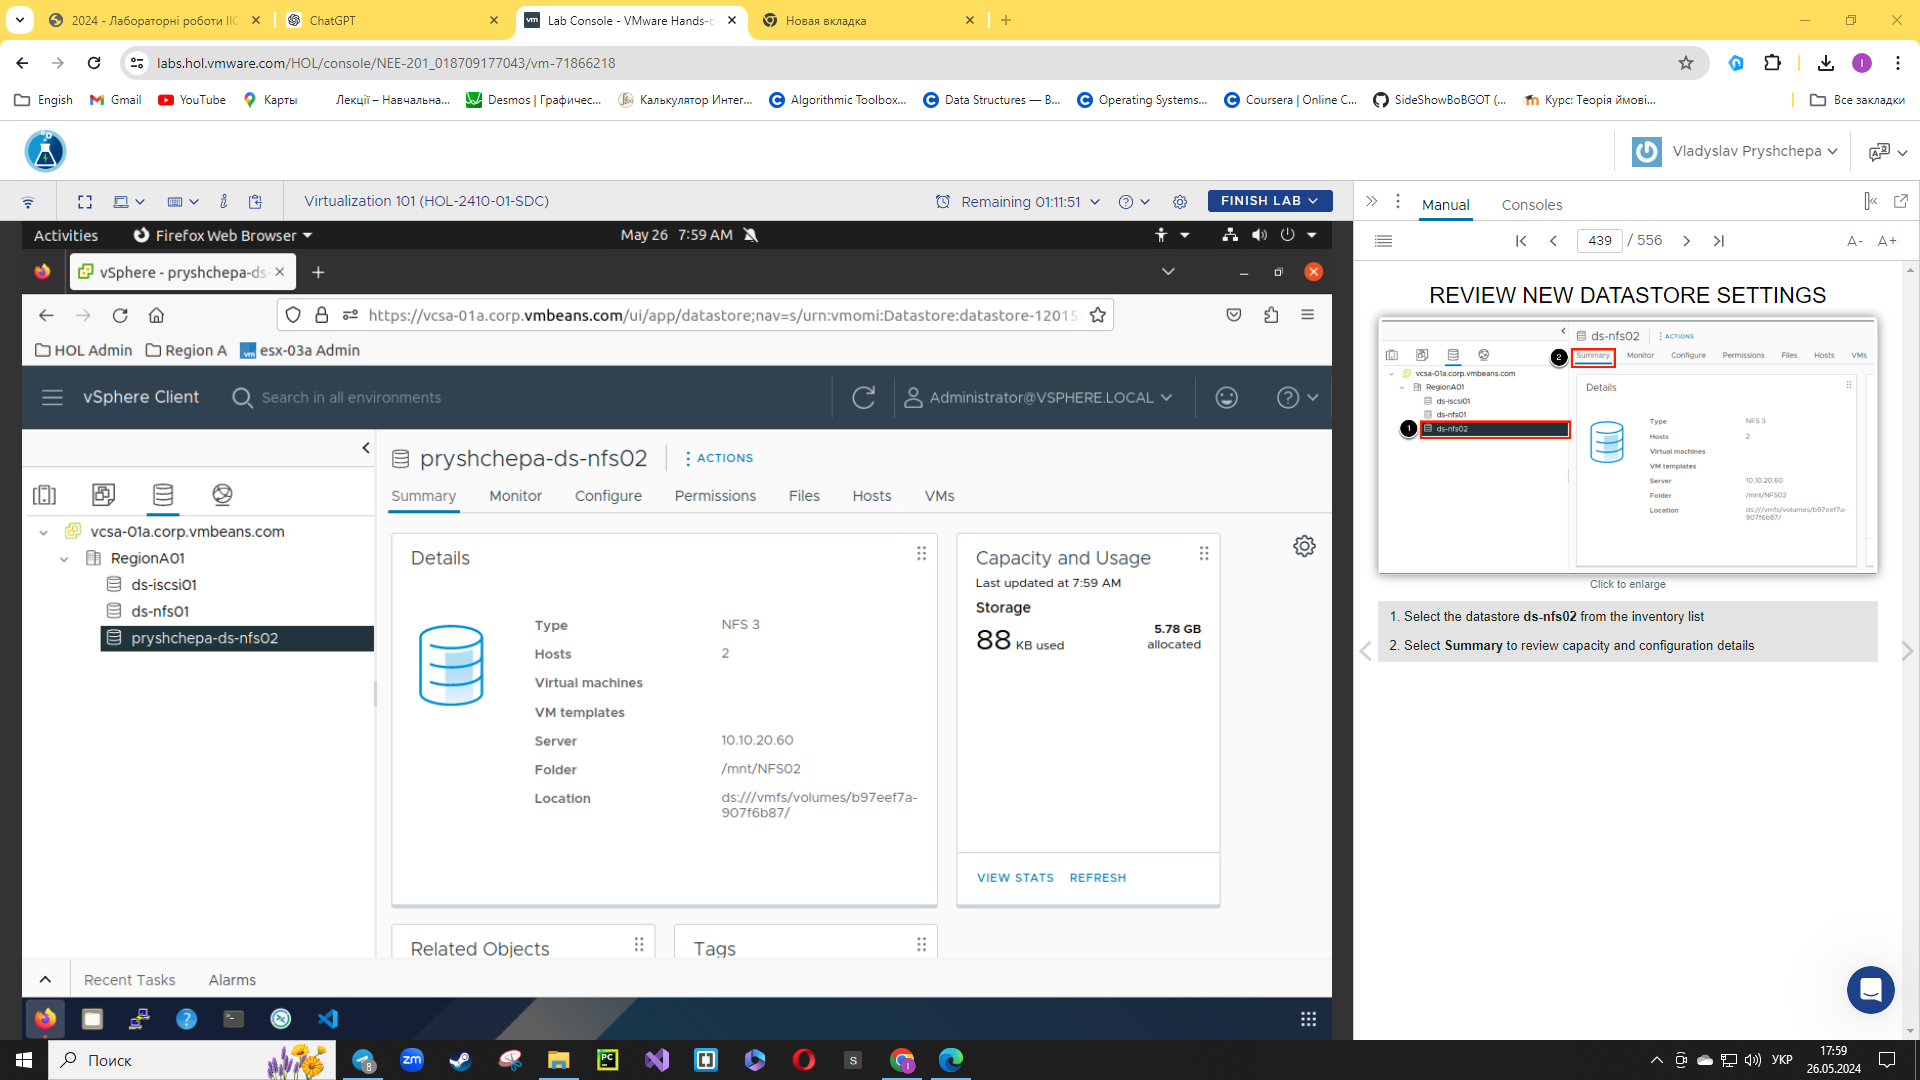 2024 - Лабораторні роботи ІІС
ChatGPT
Lab Console - VMware Hands-o
Новая вкладка
labs.hol.vmware.com/HOL/console/NEE-201_018709177043/vm-71866218
Engish
Gmail
YouTube
Карты
Лекції – Навчальна...
Desmos | Графичес...
Калькулятор Интег...
Algorithmic Toolbox...
Data Structures — В...
Operating Systems...
Coursera | Online C...
SideShowBoBGOT (...
Курс: Теорія ймові...
Все закладки
Vladyslav Pryshchepa
Virtualization 101 (HOL-2410-01-SDC)
Remaining 01:11:51
FINISH LAB
Manual
Consoles
Activities
Firefox Web Browser
May 26 7:59 AM
439 / 556
A-
A+
vSphere - pryshchepa-ds-
https://vcsa-01a.corp.vmbeans.com/ui/app/datastore;nav=s/urn:vmomi:Datastore:datastore-12015
HOL Admin
Region A
esx-03a Admin
vSphere Client
Search in all environments
Administrator@VSPHERE.LOCAL
pryshchepa-ds-nfs02
ACTIONS
Summary
Monitor
Configure
Permissions
Files
Hosts
VMs
vcsa-01a.corp.vmbeans.com
RegionA01
ds-iscsi01
ds-nfs01
pryshchepa-ds-nfs02
Details
Type NFS 3
Hosts 2
Virtual machines
VM templates
Server 10.10.20.60
Folder /mnt/NFS02
Location ds:///vmfs/volumes/b97eef7a-
907f6b87/
Capacity and Usage
Last updated at 7:59 AM
Storage
88 KB used
5.78 GB
allocated
VIEW STATS
REFRESH
Related Objects
Tags
Recent Tasks
Alarms
REVIEW NEW DATASTORE SETTINGS
ds-nfs02
ACTIONS
Summary
Monitor
Configure
Permissions
Files
Hosts
VMs
2
vcsa-01a.corp.vmbeans.com
RegionA01
ds-iscsi01
ds-nfs01
1
ds-nfs02
Details
Type NFS 3
Hosts 2
Virtual machines
VM templates
Server 10.10.20.60
Folder /mnt/NFS02
Location ds:///vmfs/volumes/b97eef7a-
907f6b87/
Click to enlarge
1. Select the datastore ds-nfs02 from the inventory list
2. Select Summary to review capacity and configuration details
Поиск
8
zm
PC
S
УКР
17:59
26.05.2024